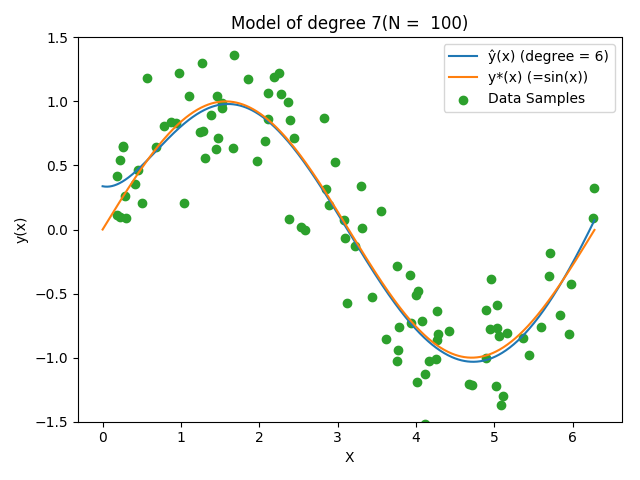 Model of degree 7(N =  100)
ŷ(x) (degree = 6)
y*(x) (=sin(x))
Data Samples
y(x)
1.5
1.0
0.5
0.0
−0.5
−1.0
−1.5
0 1 2 3 4 5 6
X